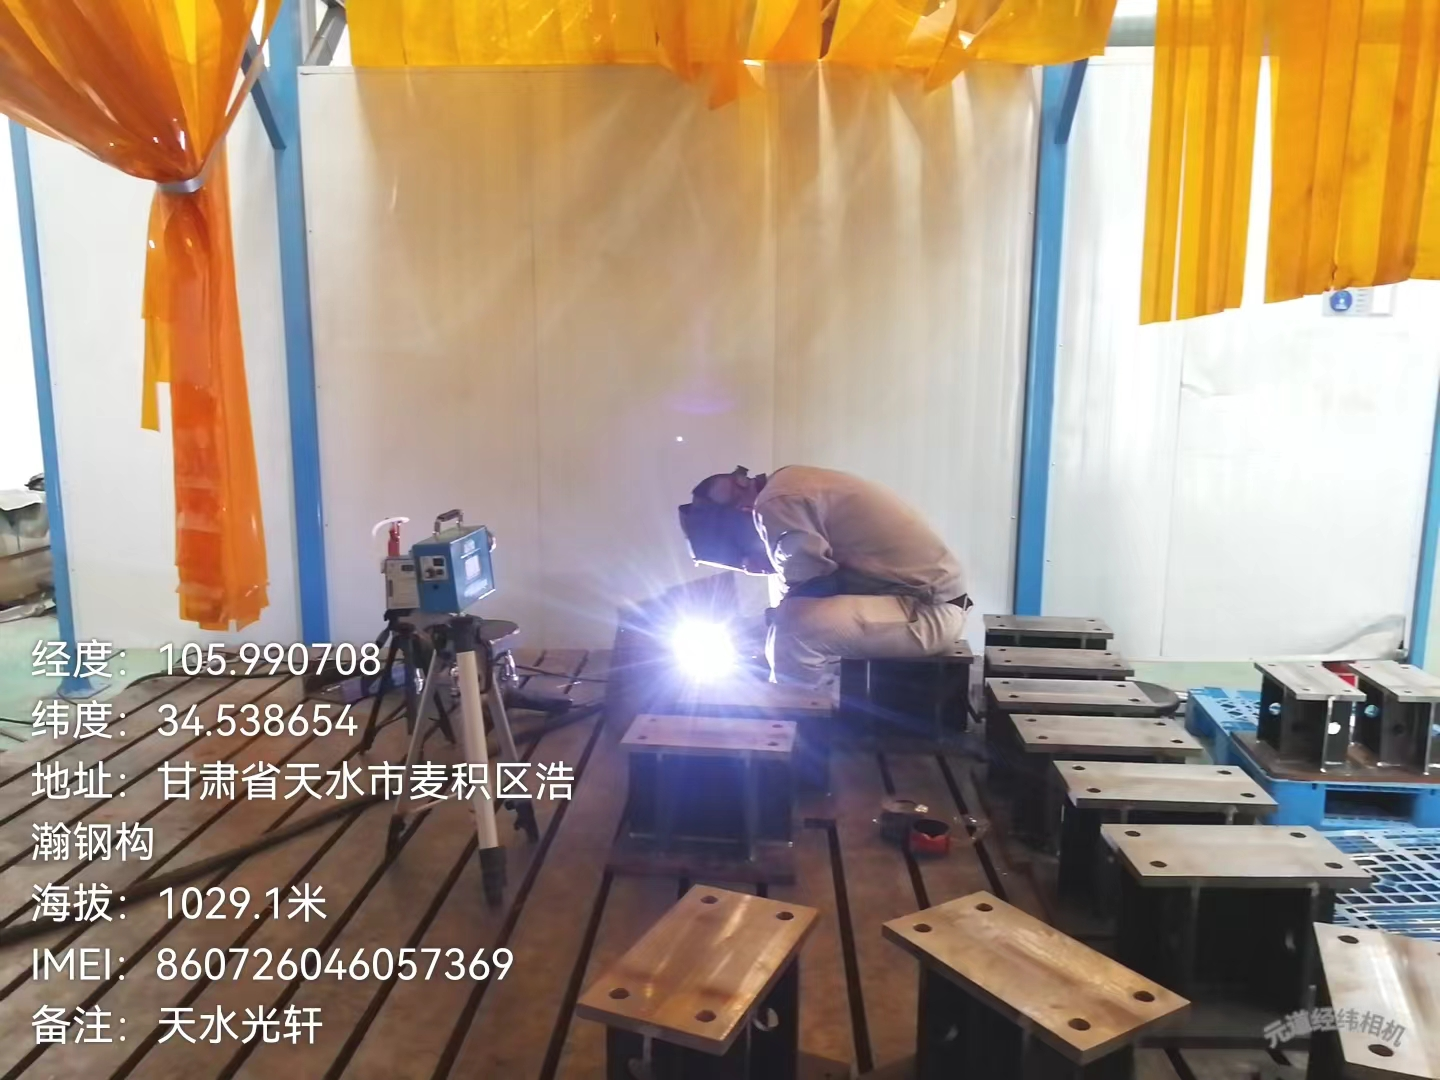 经度：105.990708
纬度：34.538654
地址：甘肃省天水市麦积区浩
瀚钢构
海拔：1029.1米
IMEI：860726046057369
备注：天水光轩
元道经纬相机